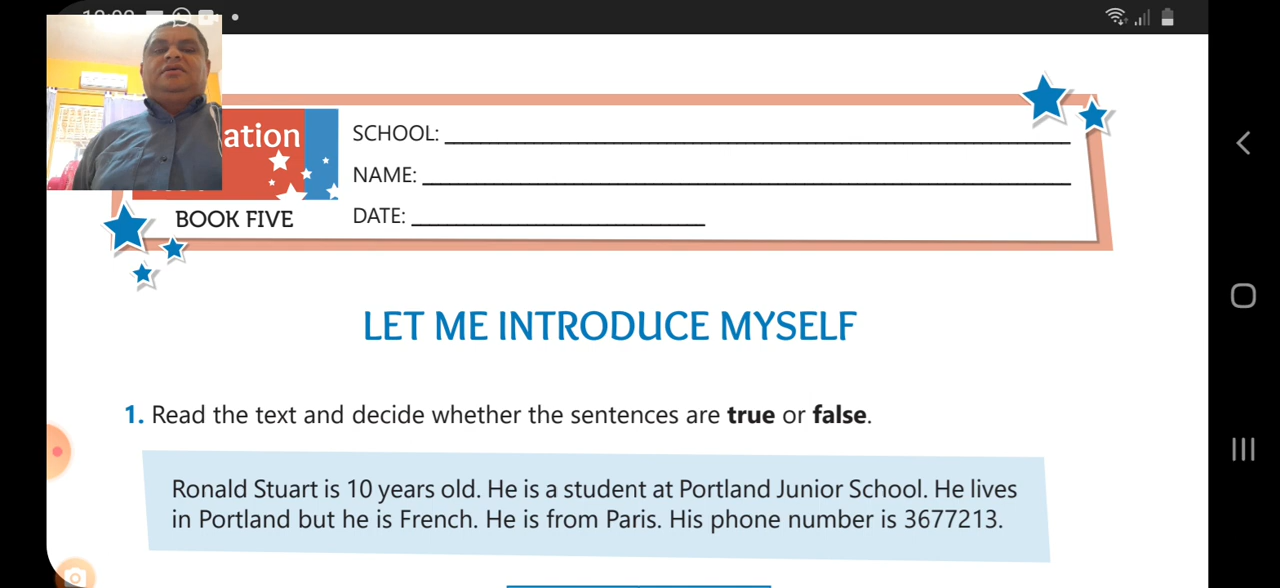 ation
SCHOOL:
NAME:
BOOK FIVE
DATE:
LET ME INTRODUCE MYSELF
1. Read the text and decide whether the sentences are true or false.
Ronald Stuart is 10 years old. He is a student at Portland Junior School. He lives
in Portland but he is French. He is from Paris. His phone number is 3677213.